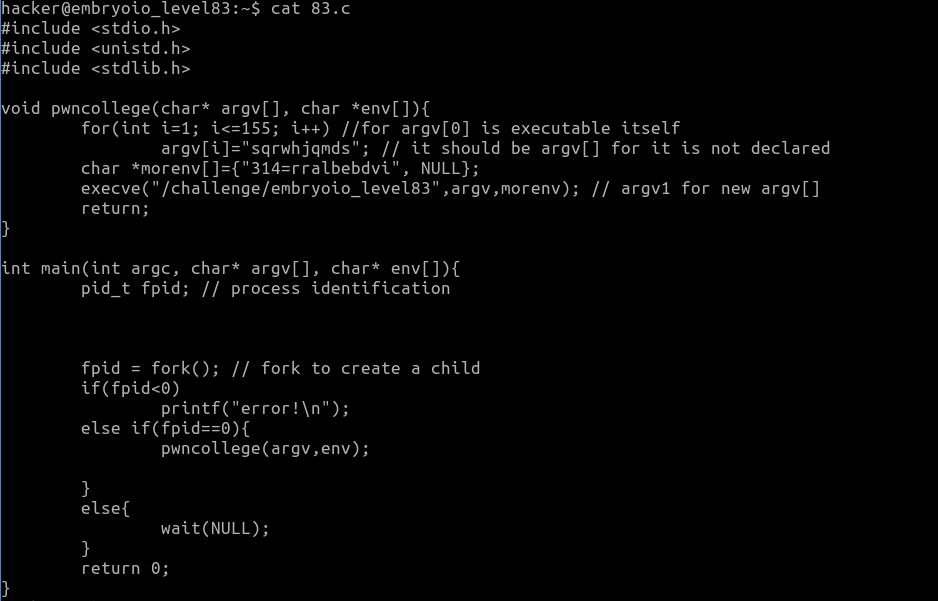 hacker@embryoio_level83:~$ cat 83.c
#include <stdio.h>
#include <unistd.h>
#include <stdlib.h>

void pwncollege(char* argv[], char *env[]){
        for(int i=1; i<=155; i++) //for argv[0] is executable itself
                argv[i]="sqrwhjqmds"; // it should be argv[] for it is not declared
        char *morenv[]={"314=rralbebdvi", NULL};
        execve("/challenge/embryoio_level83",argv,morenv); // argv1 for new argv[]
        return;
}

int main(int argc, char* argv[], char* env[]){
        pid_t fpid; // process identification

        fpid = fork(); // fork to create a child
        if(fpid<0)
                printf("error!\n");
        else if(fpid==0){
                pwncollege(argv,env);

        }
        else{
                wait(NULL);
        }
        return 0;
}